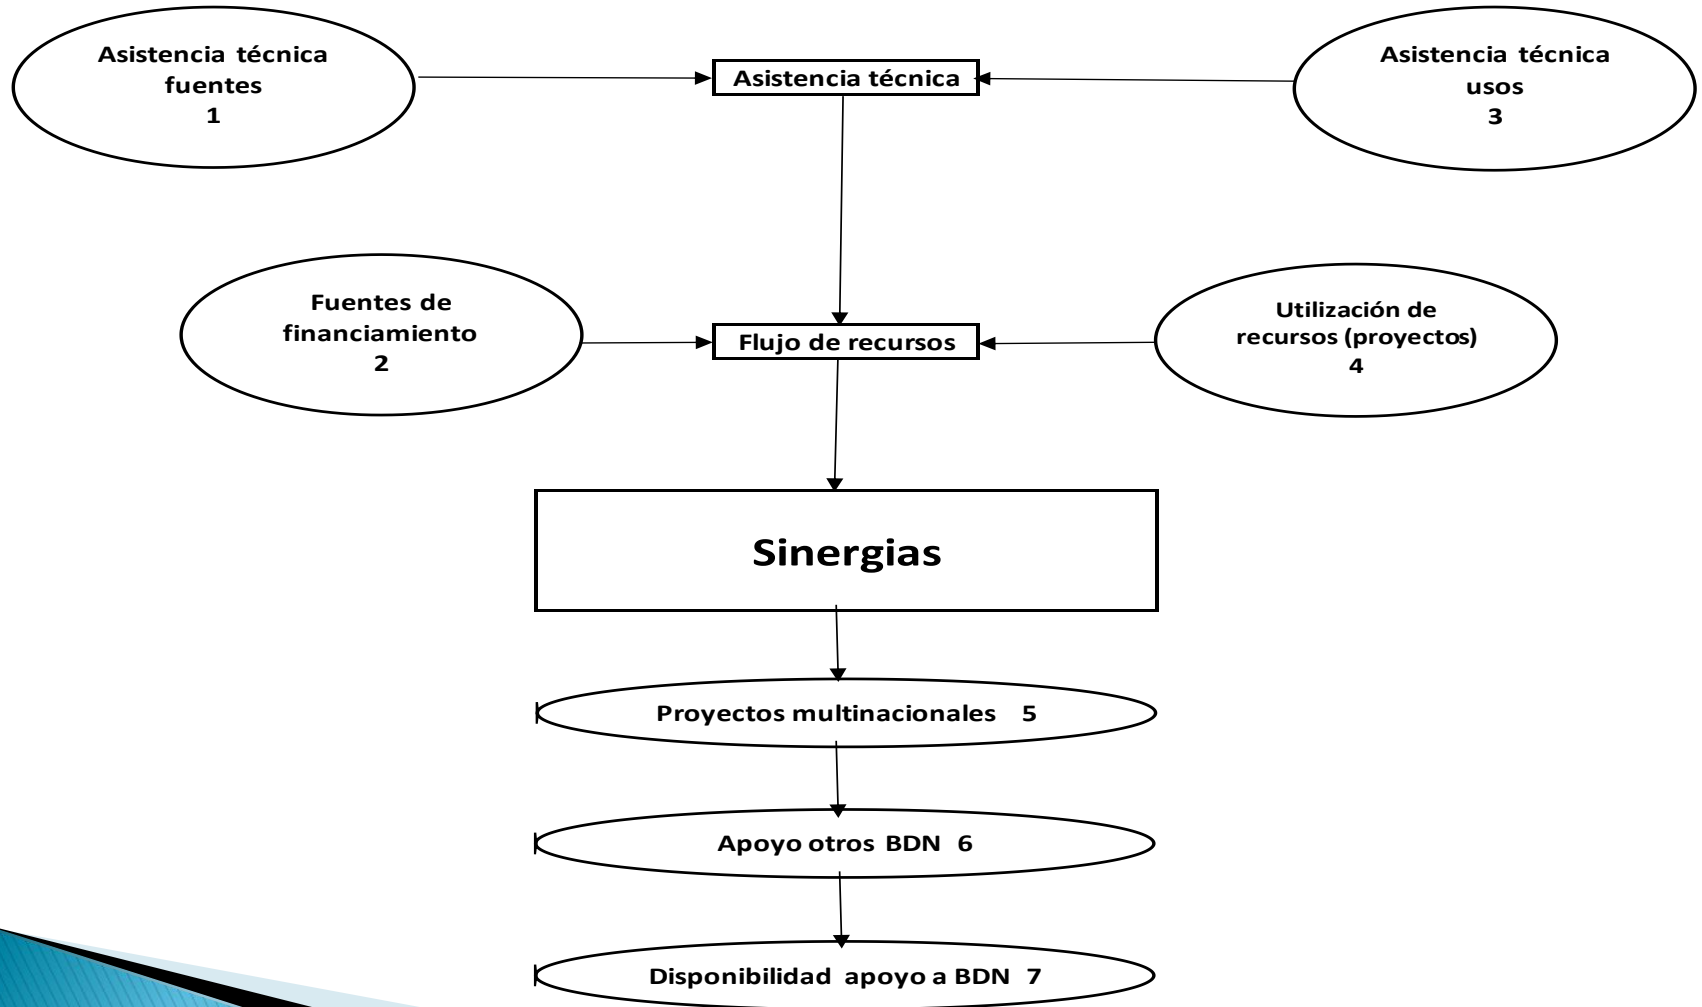 Asistencia técnica
fuentes
1
Asistencia técnica
Asistencia técnica
usos
3
Fuentes de
financiamiento
2
Flujo de recursos
Utilización de
recursos (proyectos)
4
Sinergias
Proyectos multinacionales 5
Apoyo otros BDN 6
Disponibilidad apoyo a BDN 7